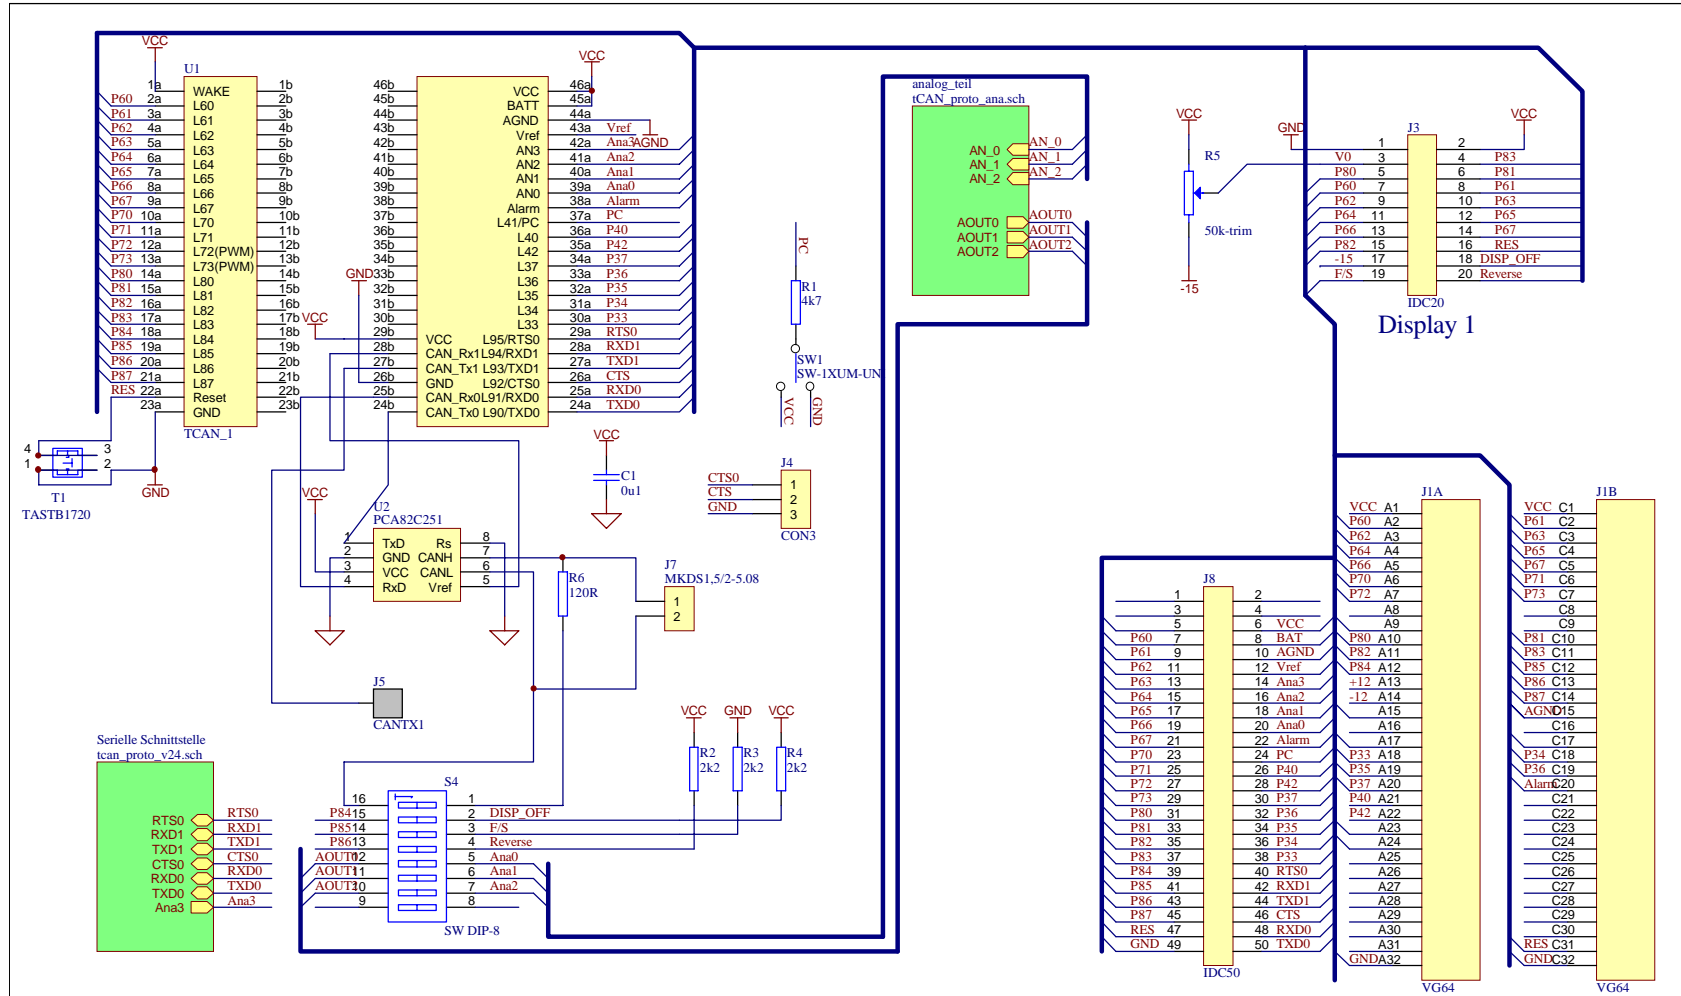 VCC
U1
1a WAKE 1b
P60 2a L60 2b
P61 3a L61 3b
P62 4a L62 4b
P63 5a L63 5b
P64 6a L64 6b
P65 7a L65 7b
P66 8a L66 8b
P67 9a L67 9b
P70 10a L70 10b
P71 11a L71 11b
P72 12a L72(PWM) 12b
P73 13a L73(PWM) 13b
P80 14a L80 14b
P81 15a L81 15b
P82 16a L82 16b
P83 17a L83 17b
P84 18a L84 18b
P85 19a L85 19b
P86 20a L86 20b
P87 21a L87 21b
RES 22a Reset 22b
23a GND 23b
TCAN_1
4 3
1 2
T1
TASTB1720
GND
VCC
46b VCC 46a
45b BATT 45a
44b AGND 44a
43b Vref 43a Vref
42b AN3 42a Ana3 AGND
41b AN2 41a Ana2
40b AN1 40a Ana1
39b AN0 39a Ana0
38b Alarm 38a Alarm
37b L41/PC 37a PC
36b L40 36a P40
35b L42 35a P42
34b L37 34a P37
GND 33b L36 33a P36
32b L35 32a P35
31b L34 31a P34
VCC 30b L33 30a P33
29b VCC L95/RTS0 29a RTS0
28b CAN_Rx1 L94/RXD1 28a RXD1
27b CAN_Tx1 L93/TXD1 27a TXD1
26b GND L92/CTS0 26a CTS
25b CAN_Rx0 L91/RXD0 25a RXD0
24b CAN_Tx0 L90/TXD0 24a TXD0
VCC
U2
PCA82C251
1 TxD Rs 8
2 GND CANH 7
3 VCC CANL 6
4 RxD Vref 5
VCC
C1
0u1
R6
120R
J7
MKDS1,5/2-5.08
1
2
J5
CANTX1
PC
R1
4k7
SW1
SW-1XUM-UN
VCC
GND
J4
CTS0 1
CTS 2
GND 3
CON3
analog_teil
tCAN_proto_ana.sch
AN_0 AN_0
AN_1 AN_1
AN_2 AN_2
AOUT0 AOUT0
AOUT1 AOUT1
AOUT2 AOUT2
VCC
R5
50k-trim
-15
GND
VCC
J3
1 2
V0 3 4 P83
P80 5 6 P81
P60 7 8 P61
P62 9 10 P63
P64 11 12 P65
P66 13 14 P67
P82 15 16 RES
-15 17 18 DISP_OFF
F/S 19 20 Reverse
IDC20
Display 1
Serielle Schnittstelle
tcan_proto_v24.sch
RTS0 RTS0
RXD1 RXD1
TXD1 TXD1
CTS0 CTS0
RXD0 RXD0
TXD0 TXD0
Ana3 Ana3
VCC GND VCC
R2 R3 R4
2k2 2k2 2k2
S4
16 1
P84 15 2 DISP_OFF
P85 14 3 F/S
P86 13 4 Reverse
AOUT0 12 5 Ana0
AOUT1 11 6 Ana1
AOUT2 10 7 Ana2
9 8
SW DIP-8
J8
1 2
3 4
5 6 VCC
P60 7 8 BAT
P61 9 10 AGND
P62 11 12 Vref
P63 13 14 Ana3
P64 15 16 Ana2
P65 17 18 Ana1
P66 19 20 Ana0
P67 21 22 Alarm
P70 23 24 PC
P71 25 26 P40
P72 27 28 P42
P73 29 30 P37
P80 31 32 P36
P81 33 34 P35
P82 35 36 P34
P83 37 38 P33
P84 39 40 RTS0
P85 41 42 RXD1
P86 43 44 TXD1
P87 45 46 CTS
RES 47 48 RXD0
GND 49 50 TXD0
IDC50
J1A
VCC A1
P60 A2
P62 A3
P64 A4
P66 A5
P70 A6
P72 A7
A8
A9
P80 A10
P82 A11
P84 A12
+12 A13
-12 A14
A15
A16
A17
P33 A18
P35 A19
P37 A20
P40 A21
P42 A22
A23
A24
A25
A26
A27
A28
A29
A30
A31
GND A32
VG64
J1B
VCC C1
P61 C2
P63 C3
P65 C4
P67 C5
P71 C6
P73 C7
C8
C9
P81 C10
P83 C11
P85 C12
P86 C13
P87 C14
AGND C15
C16
C17
P34 C18
P36 C19
Alarm C20
C21
C22
C23
C24
C25
C26
C27
C28
C29
C30
RES C31
GND C32
VG64